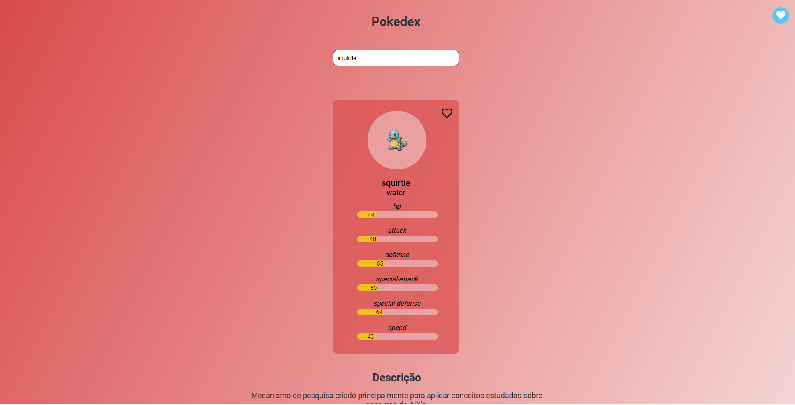 Pokedex
squirtle
squirtle
water
hp
44
attack
48
defense
65
special-attack
50
special-defense
64
speed
43
Descrição
Mecanismo de pesquisa criado principalmente para aplicar conceitos estudados sobre